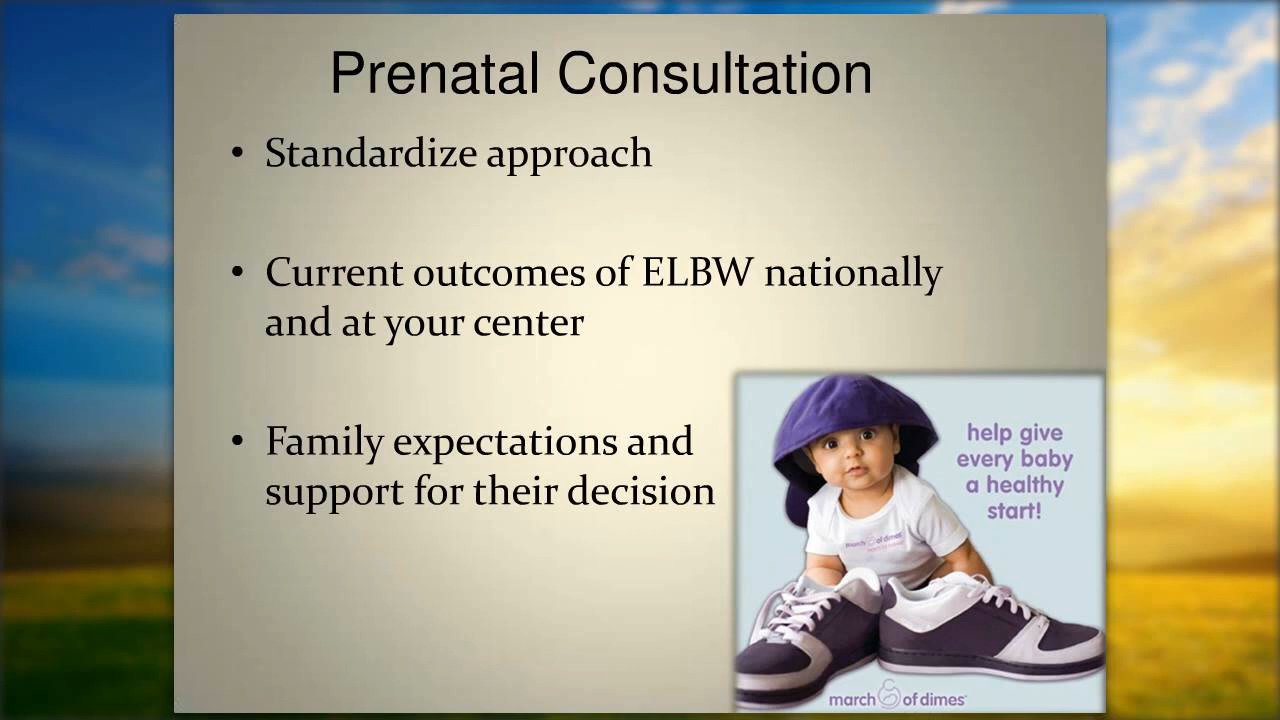 Prenatal Consultation
• Standardize approach
• Current outcomes of ELBW nationally
and at your center
• Family expectations and
support for their decision
help give
every baby
a healthy
start!
march of dimes
march of dimes